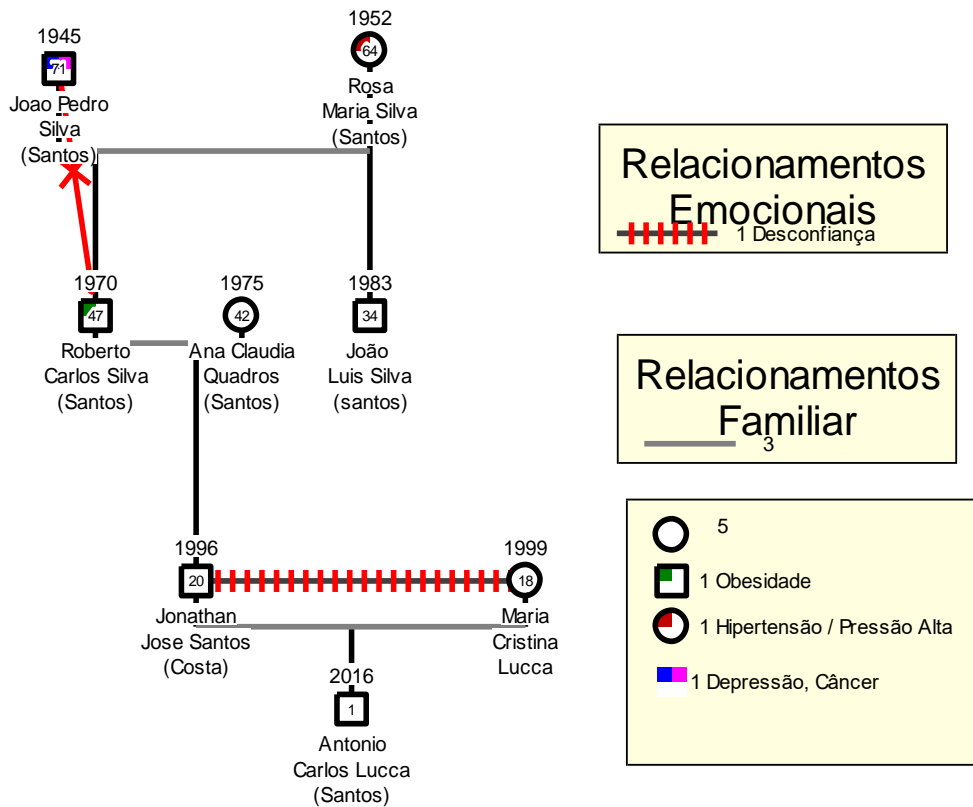 1945
71
Joao Pedro
Silva
(Santos)
1952
64
Rosa
Maria Silva
(Santos)
1970
47
Roberto
Carlos Silva
(Santos)
1975
42
Ana Claudia
Quadros
(Santos)
1983
34
João
Luis Silva
(santos)
1996
20
Jonathan
Jose Santos
(Costa)
1999
18
Maria
Cristina
Lucca
2016
1
Antonio
Carlos Lucca
(Santos)
Relacionamentos
Emocionais
1 Desconfiança
Relacionamentos
Familiar
3
5
1 Obesidade
1 Hipertensão / Pressão Alta
1 Depressão, Câncer